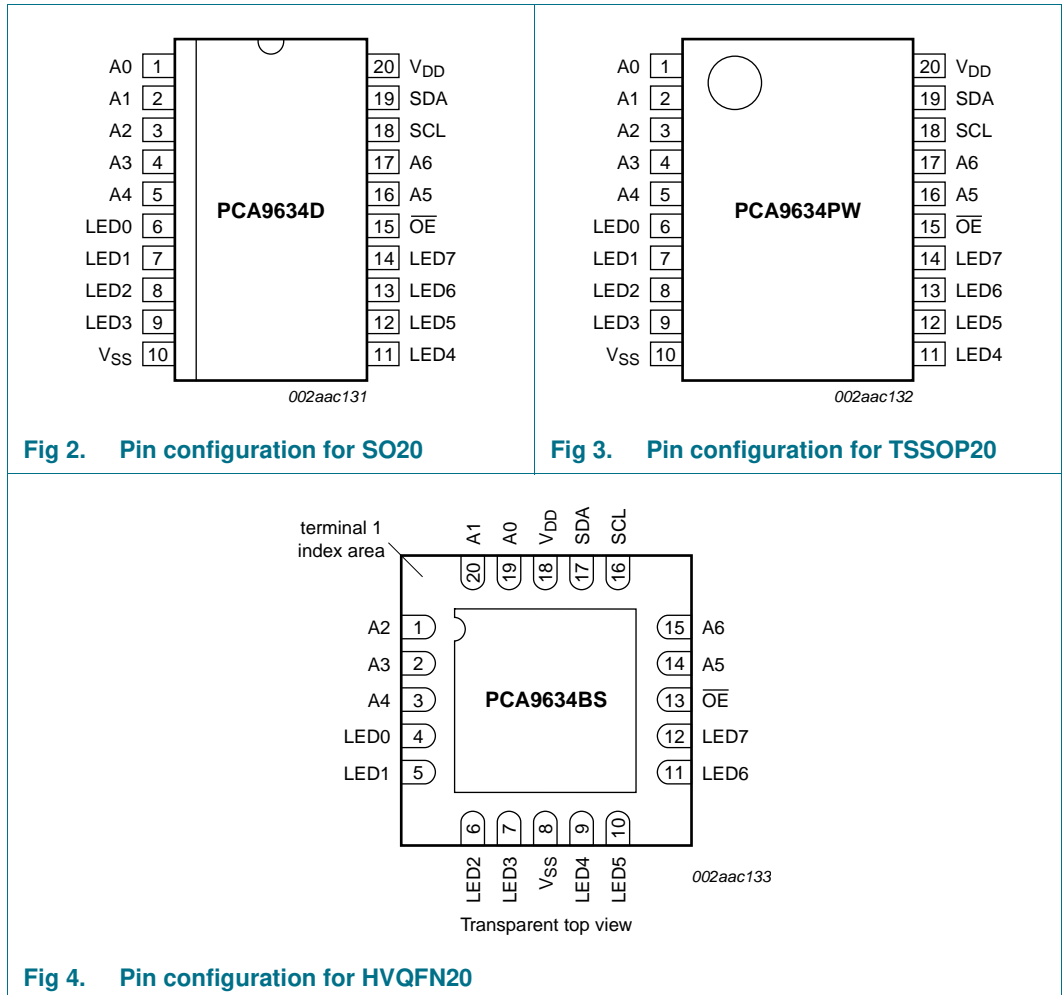 A0 1
A1 2
A2 3
A3 4
A4 5
LED0 6
LED1 7
LED2 8
LED3 9
VSS 10
PCA9634D
20 VDD
19 SDA
18 SCL
17 A6
16 A5
15 OE
14 LED7
13 LED6
12 LED5
11 LED4
002aac131
Fig 2. Pin configuration for SO20
A0 1
A1 2
A2 3
A3 4
A4 5
LED0 6
LED1 7
LED2 8
LED3 9
VSS 10
PCA9634PW
20 VDD
19 SDA
18 SCL
17 A6
16 A5
15 OE
14 LED7
13 LED6
12 LED5
11 LED4
002aac132
Fig 3. Pin configuration for TSSOP20
terminal 1
index area
A1 A0 VDD SDA SCL
20 19 18 17 16
A2 1
A3 2
A4 3
LED0 4
LED1 5
PCA9634BS
15 A6
14 A5
13 OE
12 LED7
11 LED6
6 7 8 9 10
LED2 LED3 VSS LED4 LED5
002aac133
Transparent top view
Fig 4. Pin configuration for HVQFN20